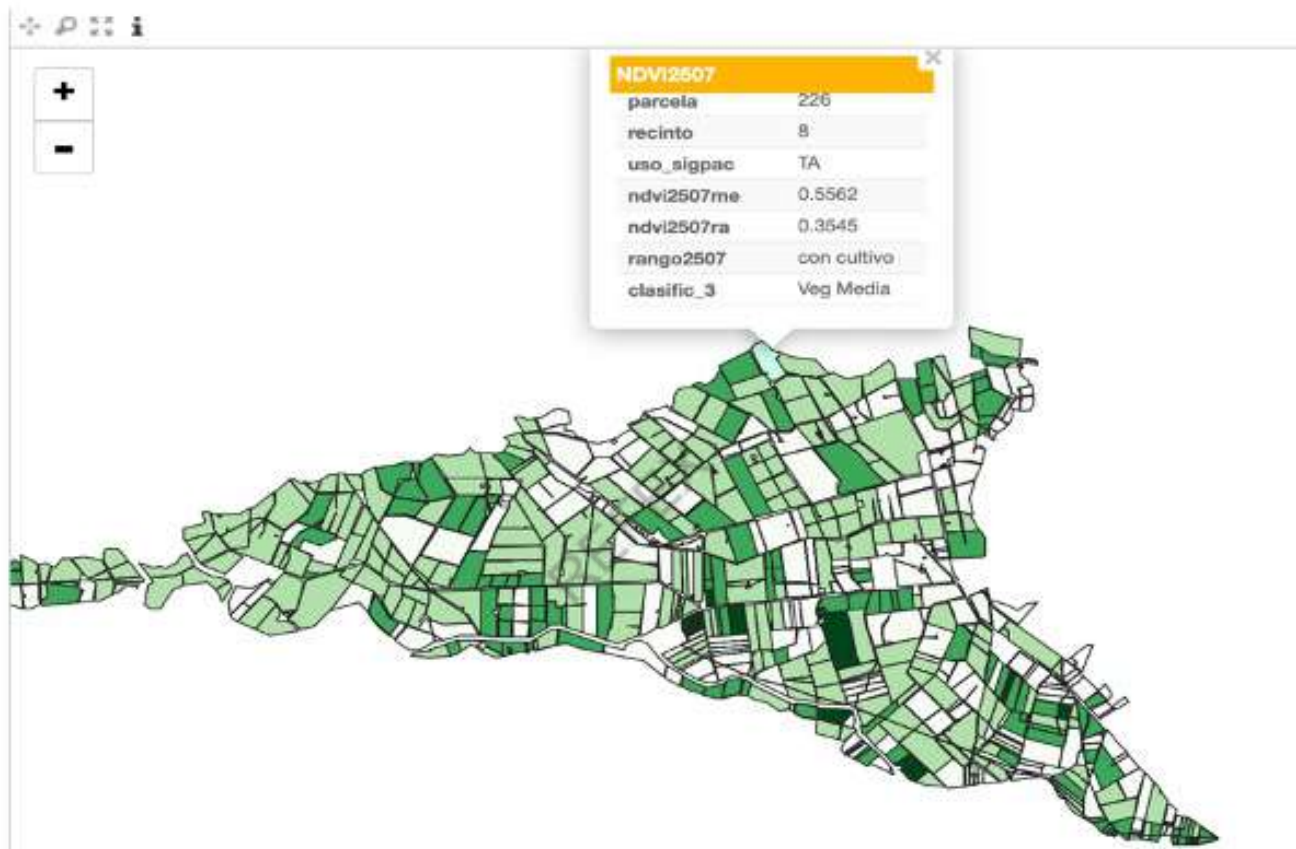 NDVI2507
parcela 226
recinto 8
uso_sigpac TA
ndvi2507me 0.5562
ndvi2507ra 0.3545
rango2507 con cultivo
clasific_3 Veg Media